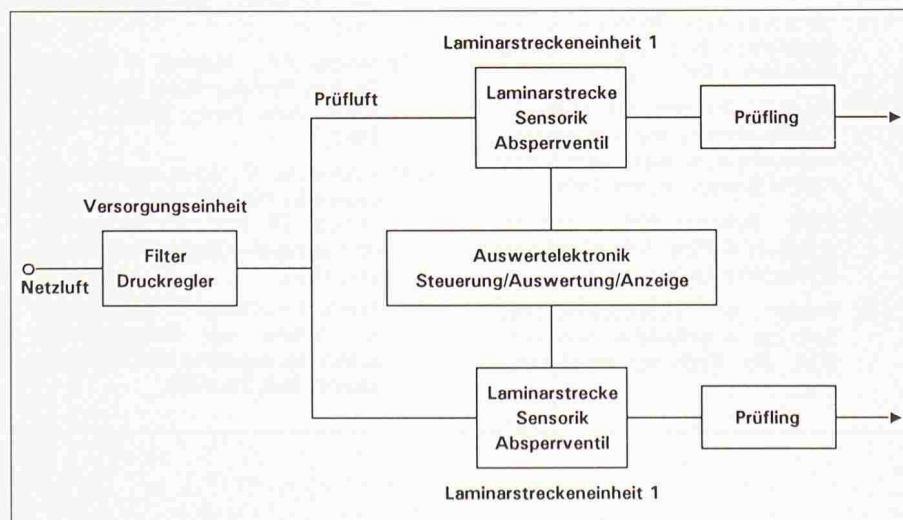 Laminarstreckeneinheit 1
Prüfluft
Laminarstrecke
Sensorik
Absperrventil
Prüfling
Versorgungseinheit
Filter
Druckregler
Netzluft
Auswertelektronik
Steuerung/Auswertung/Anzeige
Laminarstrecke
Sensorik
Absperrventil
Prüfling
Laminarstreckeneinheit 1